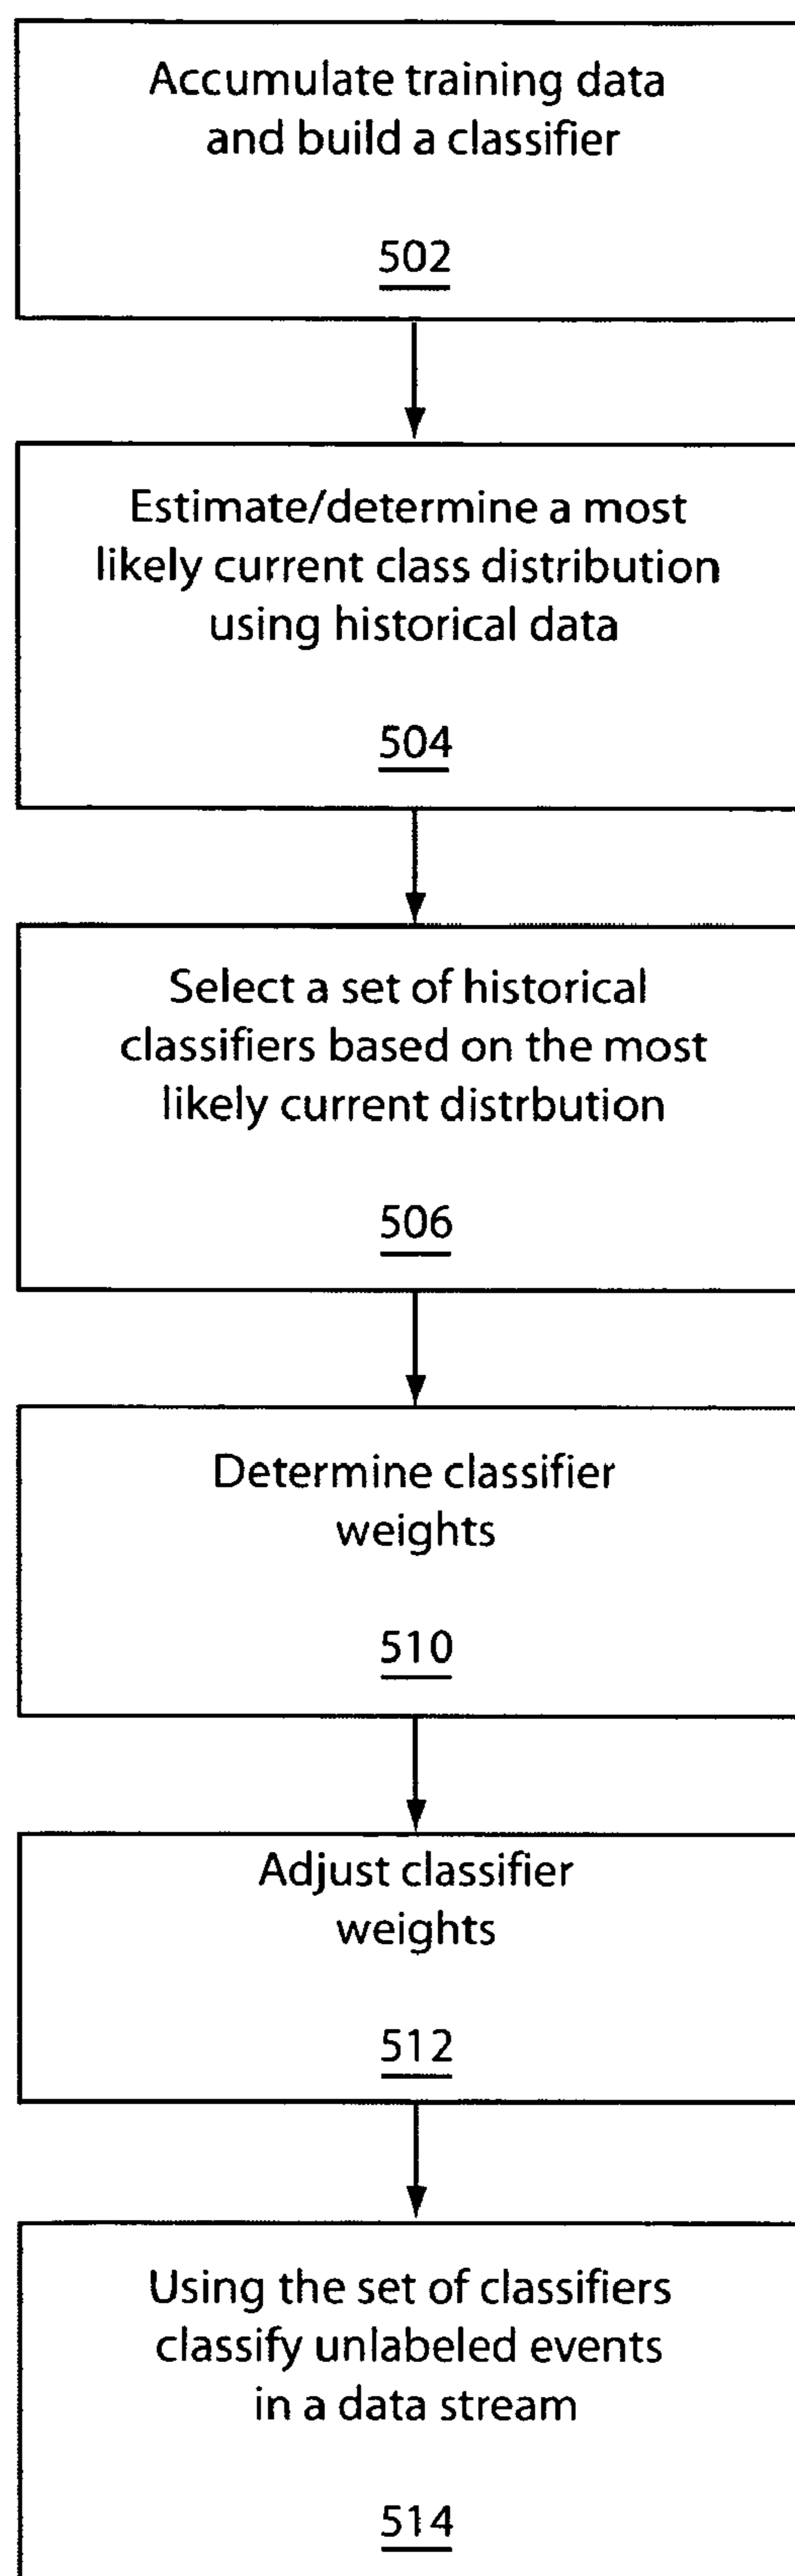 Accumulate training data
and build a classifier
502
Estimate/determine a most
likely current class distribution
using historical data
504
Select a set of historical
classifiers based on the most
likely current distrbution
506
Determine classifier
weights
510
Adjust classifier
weights
512
Using the set of classifiers
classify unlabeled events
in a data stream
514